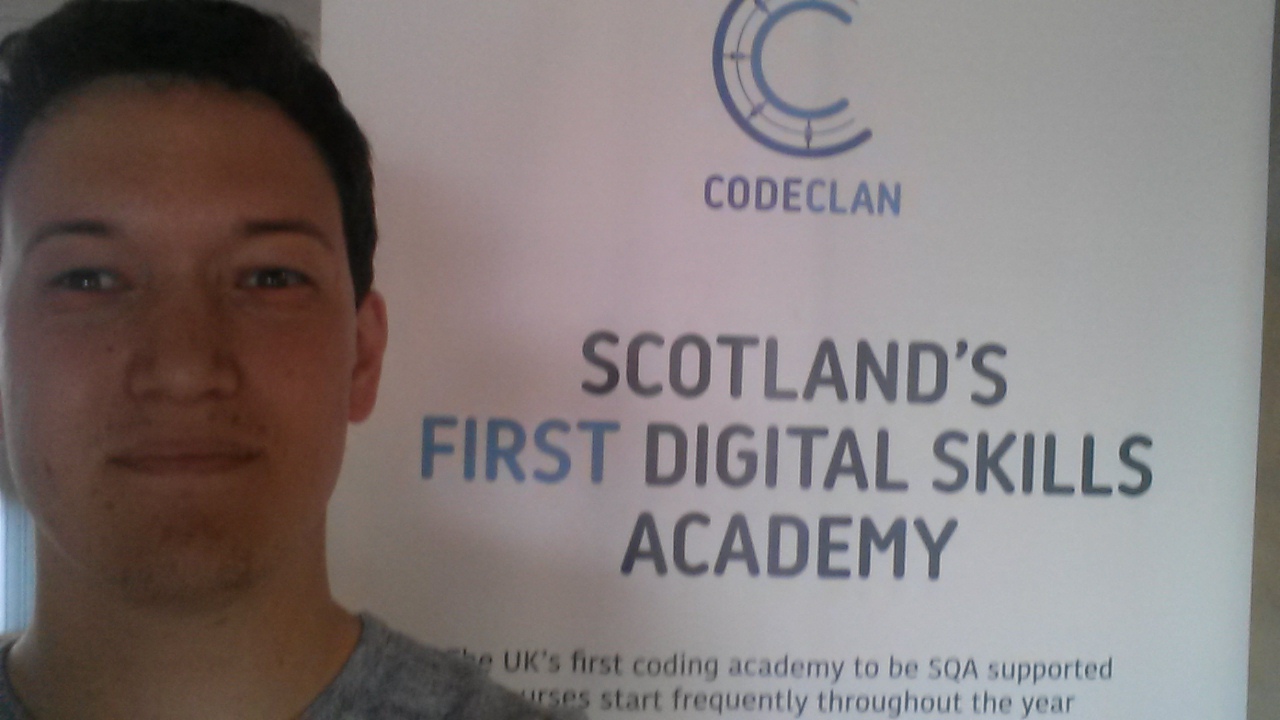 CODECLAN
SCOTLAND'S
FIRST DIGITAL SKILLS
ACADEMY
UK's first coding academy to be SQA supported
start frequently throughout the year